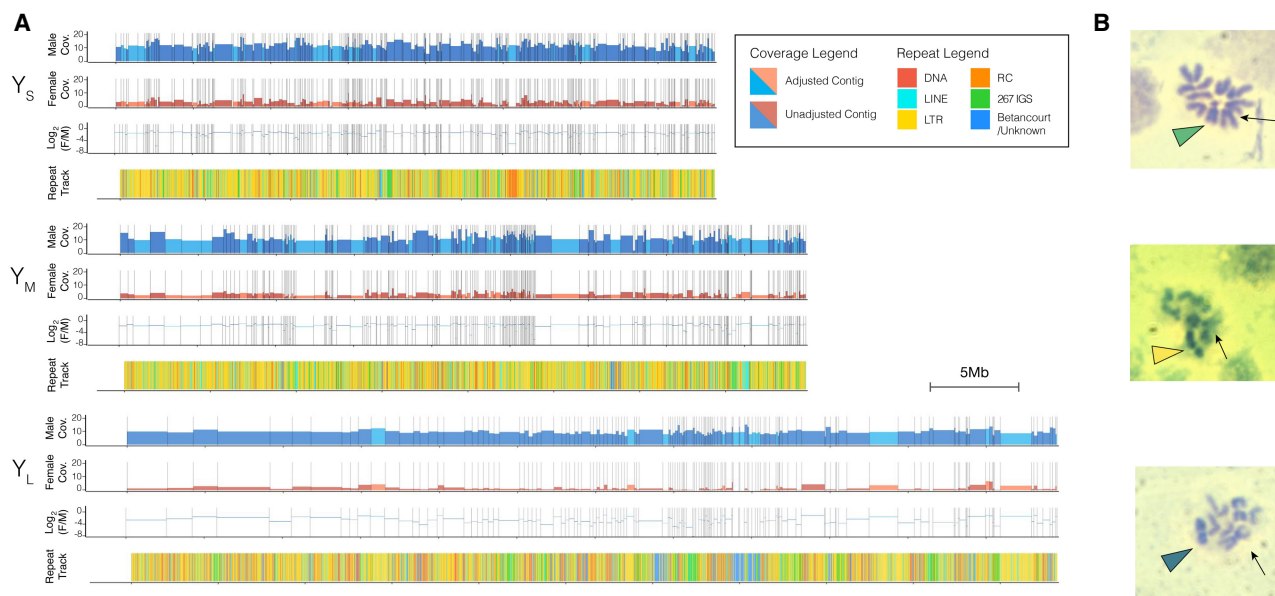 A
B
Y_S
Male Cov.
20
10
0
Female Cov.
20
10
0
Log₂ (F/M)
0
-4
-8
Repeat Track
Coverage Legend
Adjusted Contig
Unadjusted Contig
Repeat Legend
DNA
LINE
LTR
RC
267 IGS
Betancourt
/Unknown
Y_M
Male Cov.
20
10
0
Female Cov.
20
10
0
Log₂ (F/M)
0
-4
-8
Repeat Track
5Mb
Y_L
Male Cov.
20
10
0
Female Cov.
20
10
0
Log₂ (F/M)
0
-4
-8
Repeat Track